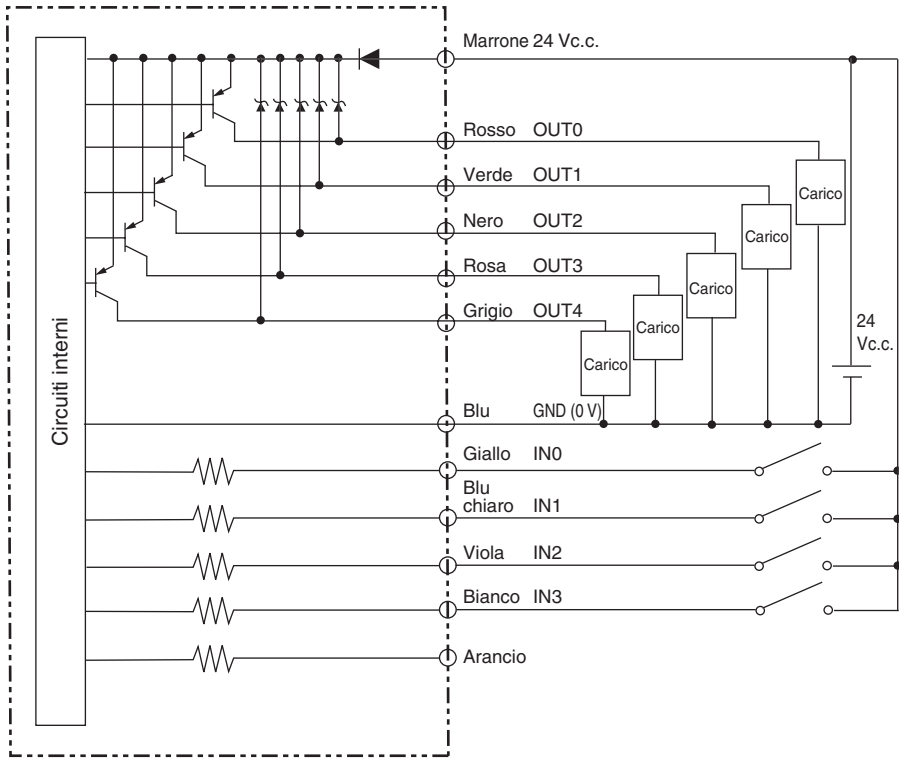 Marrone 24 Vc.c.
Rosso OUT0
Verde OUT1
Carico
Nero OUT2
Carico
Rosa OUT3
Carico
Grigio OUT4
Carico
24
Vc.c.
Carico
Circuiti interni
Blu GND (0 V)
Giallo IN0
Blu
chiaro IN1
Viola IN2
Bianco IN3
Arancio